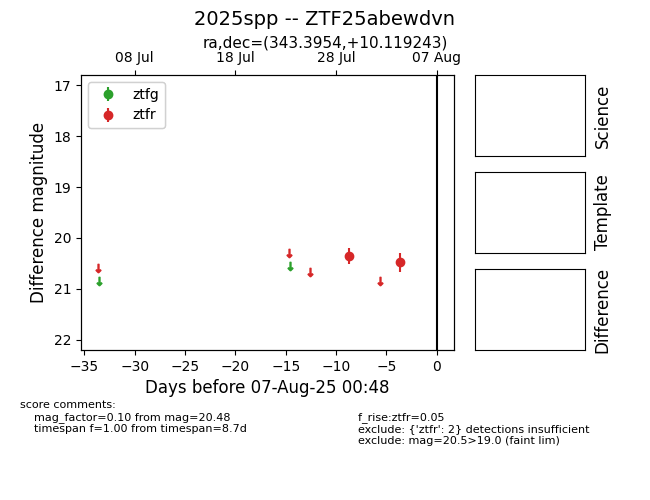 2025spp -- ZTF25abewdvn
ra,dec=(343.3954,+10.119243)
08 Jul
18 Jul
28 Jul
07 Aug
ztfg
ztfr
17
18
19
20
21
22
Difference magnitude
−35
−30
−25
−20
−15
−10
−5
0
Days before 07-Aug-25 00:48
Science
Template
Difference
score comments:
mag_factor=0.10 from mag=20.48
timespan f=1.00 from timespan=8.7d
f_rise:ztfr=0.05
exclude: {'ztfr': 2} detections insufficient
exclude: mag=20.5>19.0 (faint lim)